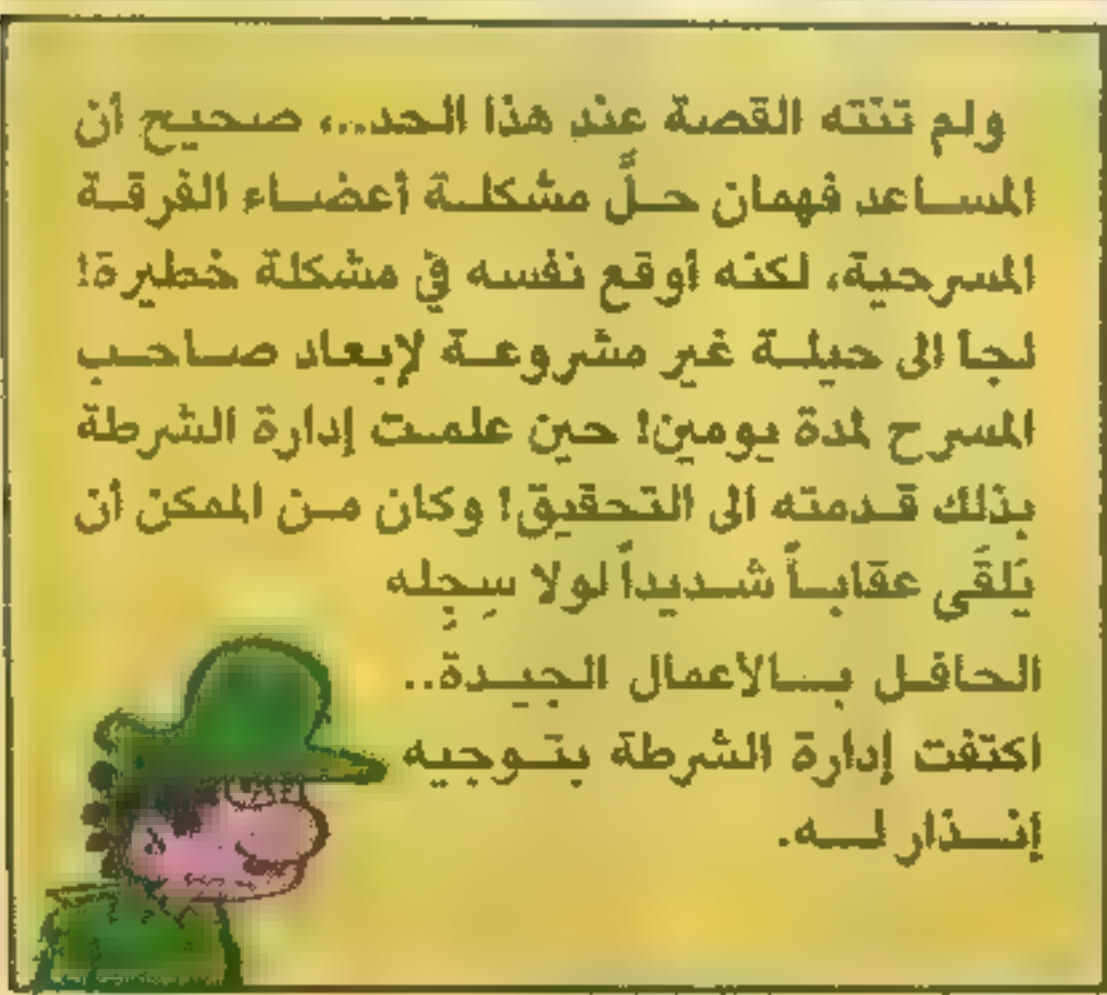 ولم تنته القصة عند هذا الحد..، صحيح أن
المساعد فهمان حلَّ مشكلة أعضاء الفرقة
المسرحية، لكنه أوقع نفسه في مشكلة خطيرة!
لجأ الى حيلة غير مشروعة لإبعاد صاحب
المسرح لمدة يومين! حين علمت إدارة الشرطة
بذلك قدمته الى التحقيق! وكان من الممكن أن
يَلقَى عقاباً شديداً لولا سِجِله
الحافل بالأعمال الجيدة..
اكتفت إدارة الشرطة بتوجيه
إنذار له.